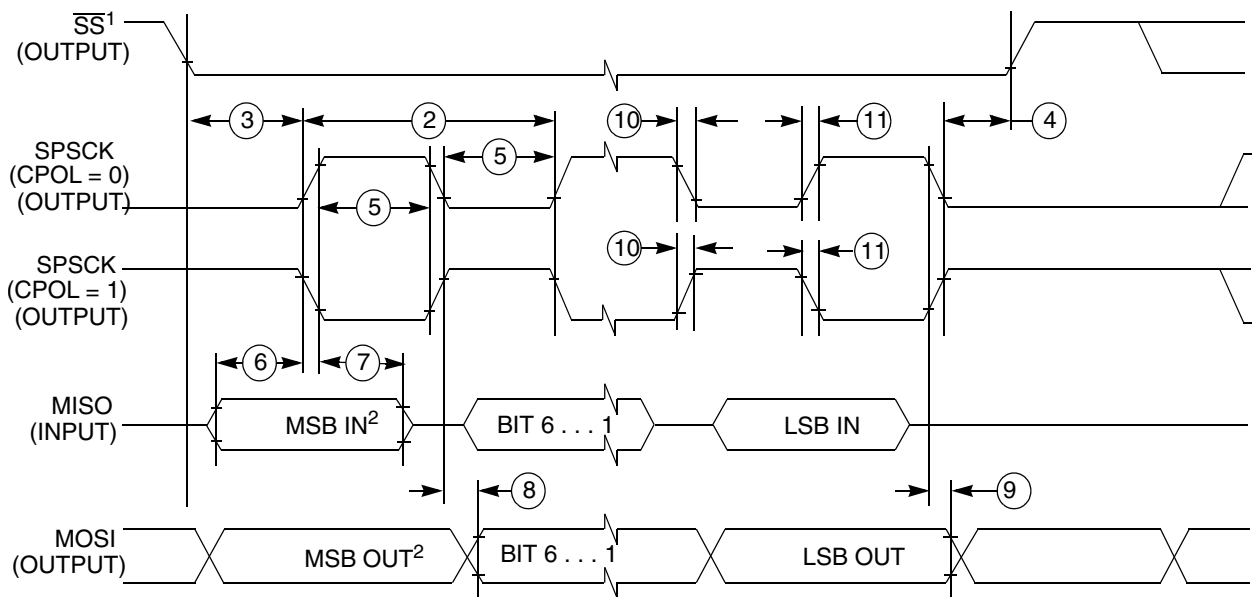 SS¹
(OUTPUT)
3
2
10
11
4
SPSCK
(CPOL = 0)
(OUTPUT)
5
5
SPSCK
(CPOL = 1)
(OUTPUT)
10
11
6
7
MISO
(INPUT)
MSB IN²
BIT 6 . . . 1
LSB IN
8
9
MOSI
(OUTPUT)
MSB OUT²
BIT 6 . . . 1
LSB OUT